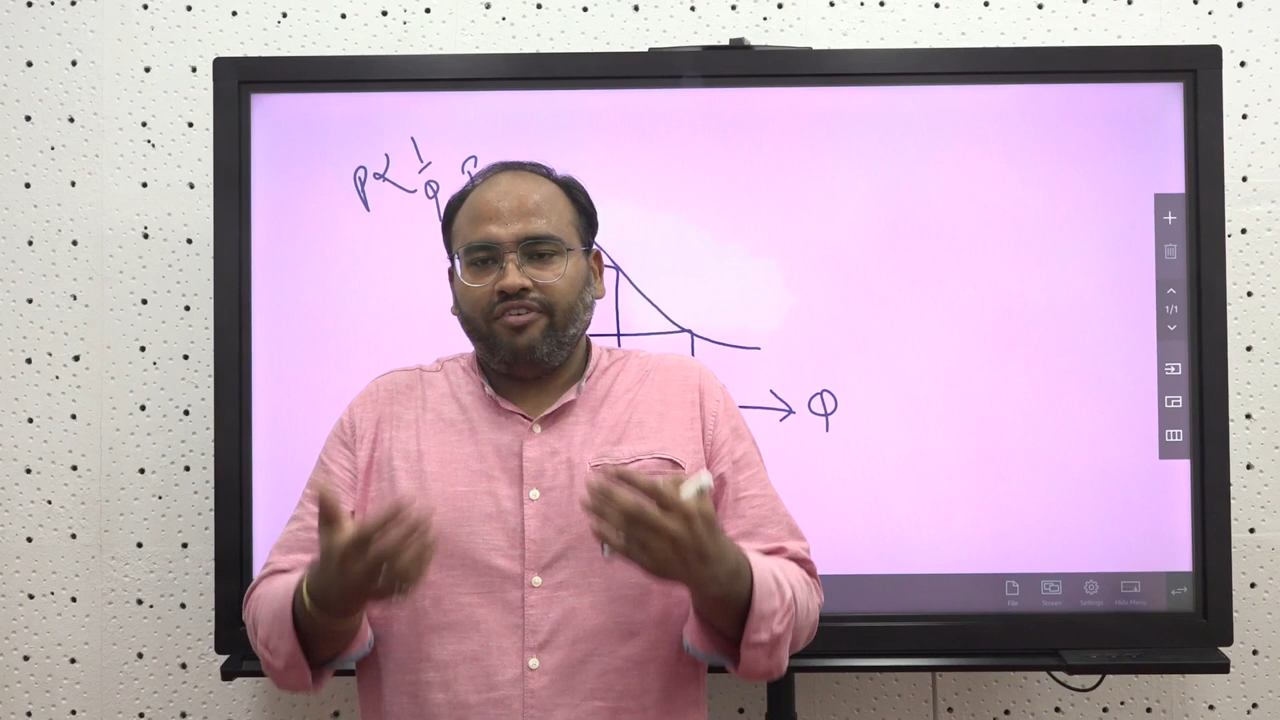 P ∝ 1/Q
P
Q
1/1
File
Screen
Settings
Hide Menu